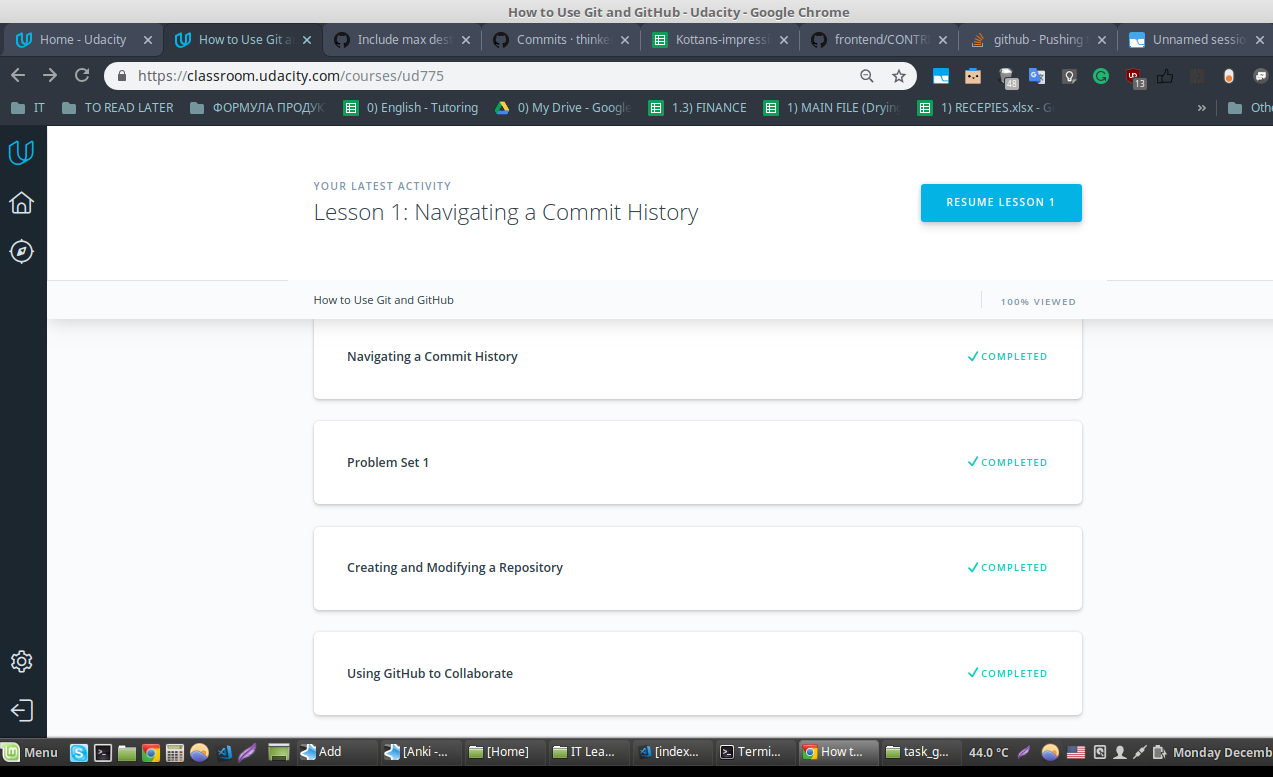 How to Use Git and GitHub - Udacity - Google Chrome
Home - Udacity
How to Use Git a
Include max des
Commits · thinke
Kottans-impress
frontend/CONTR
github - Pushing
Unnamed sessio
https://classroom.udacity.com/courses/ud775
48
13
IT
TO READ LATER
ФОРМУЛА ПРОДУК
0) English - Tutoring
0) My Drive - Google
1.3) FINANCE
1) MAIN FILE (Drying
1) RECEPIES.xlsx - G
»
Oth
YOUR LATEST ACTIVITY
Lesson 1: Navigating a Commit History
RESUME LESSON 1
How to Use Git and GitHub
100% VIEWED
Navigating a Commit History
COMPLETED
Problem Set 1
COMPLETED
Creating and Modifying a Repository
COMPLETED
Using GitHub to Collaborate
COMPLETED
Menu
Add
[Anki -...
[Home]
IT Lea...
[index...
Termi...
How t...
task_g...
44.0 °C
Monday Decemb